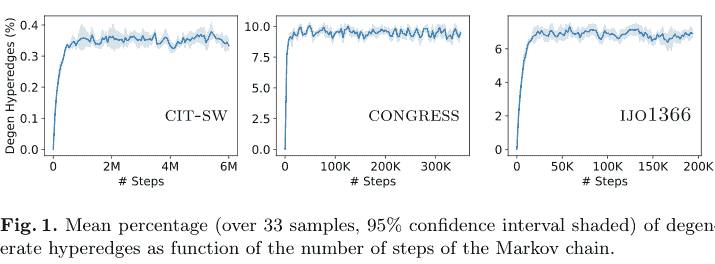 Degen Hyperedges (%)
0.4
0.3
0.2
0.1
0.0
CIT-SW
0 2M 4M 6M
# Steps
10.0
7.5
5.0
2.5
0.0
CONGRESS
0 100K 200K 300K
# Steps
6
4
2
0
IJO1366
0 50K 100K 150K 200K
# Steps
Fig. 1. Mean percentage (over 33 samples, 95% confidence interval shaded) of degen-
erate hyperedges as function of the number of steps of the Markov chain.